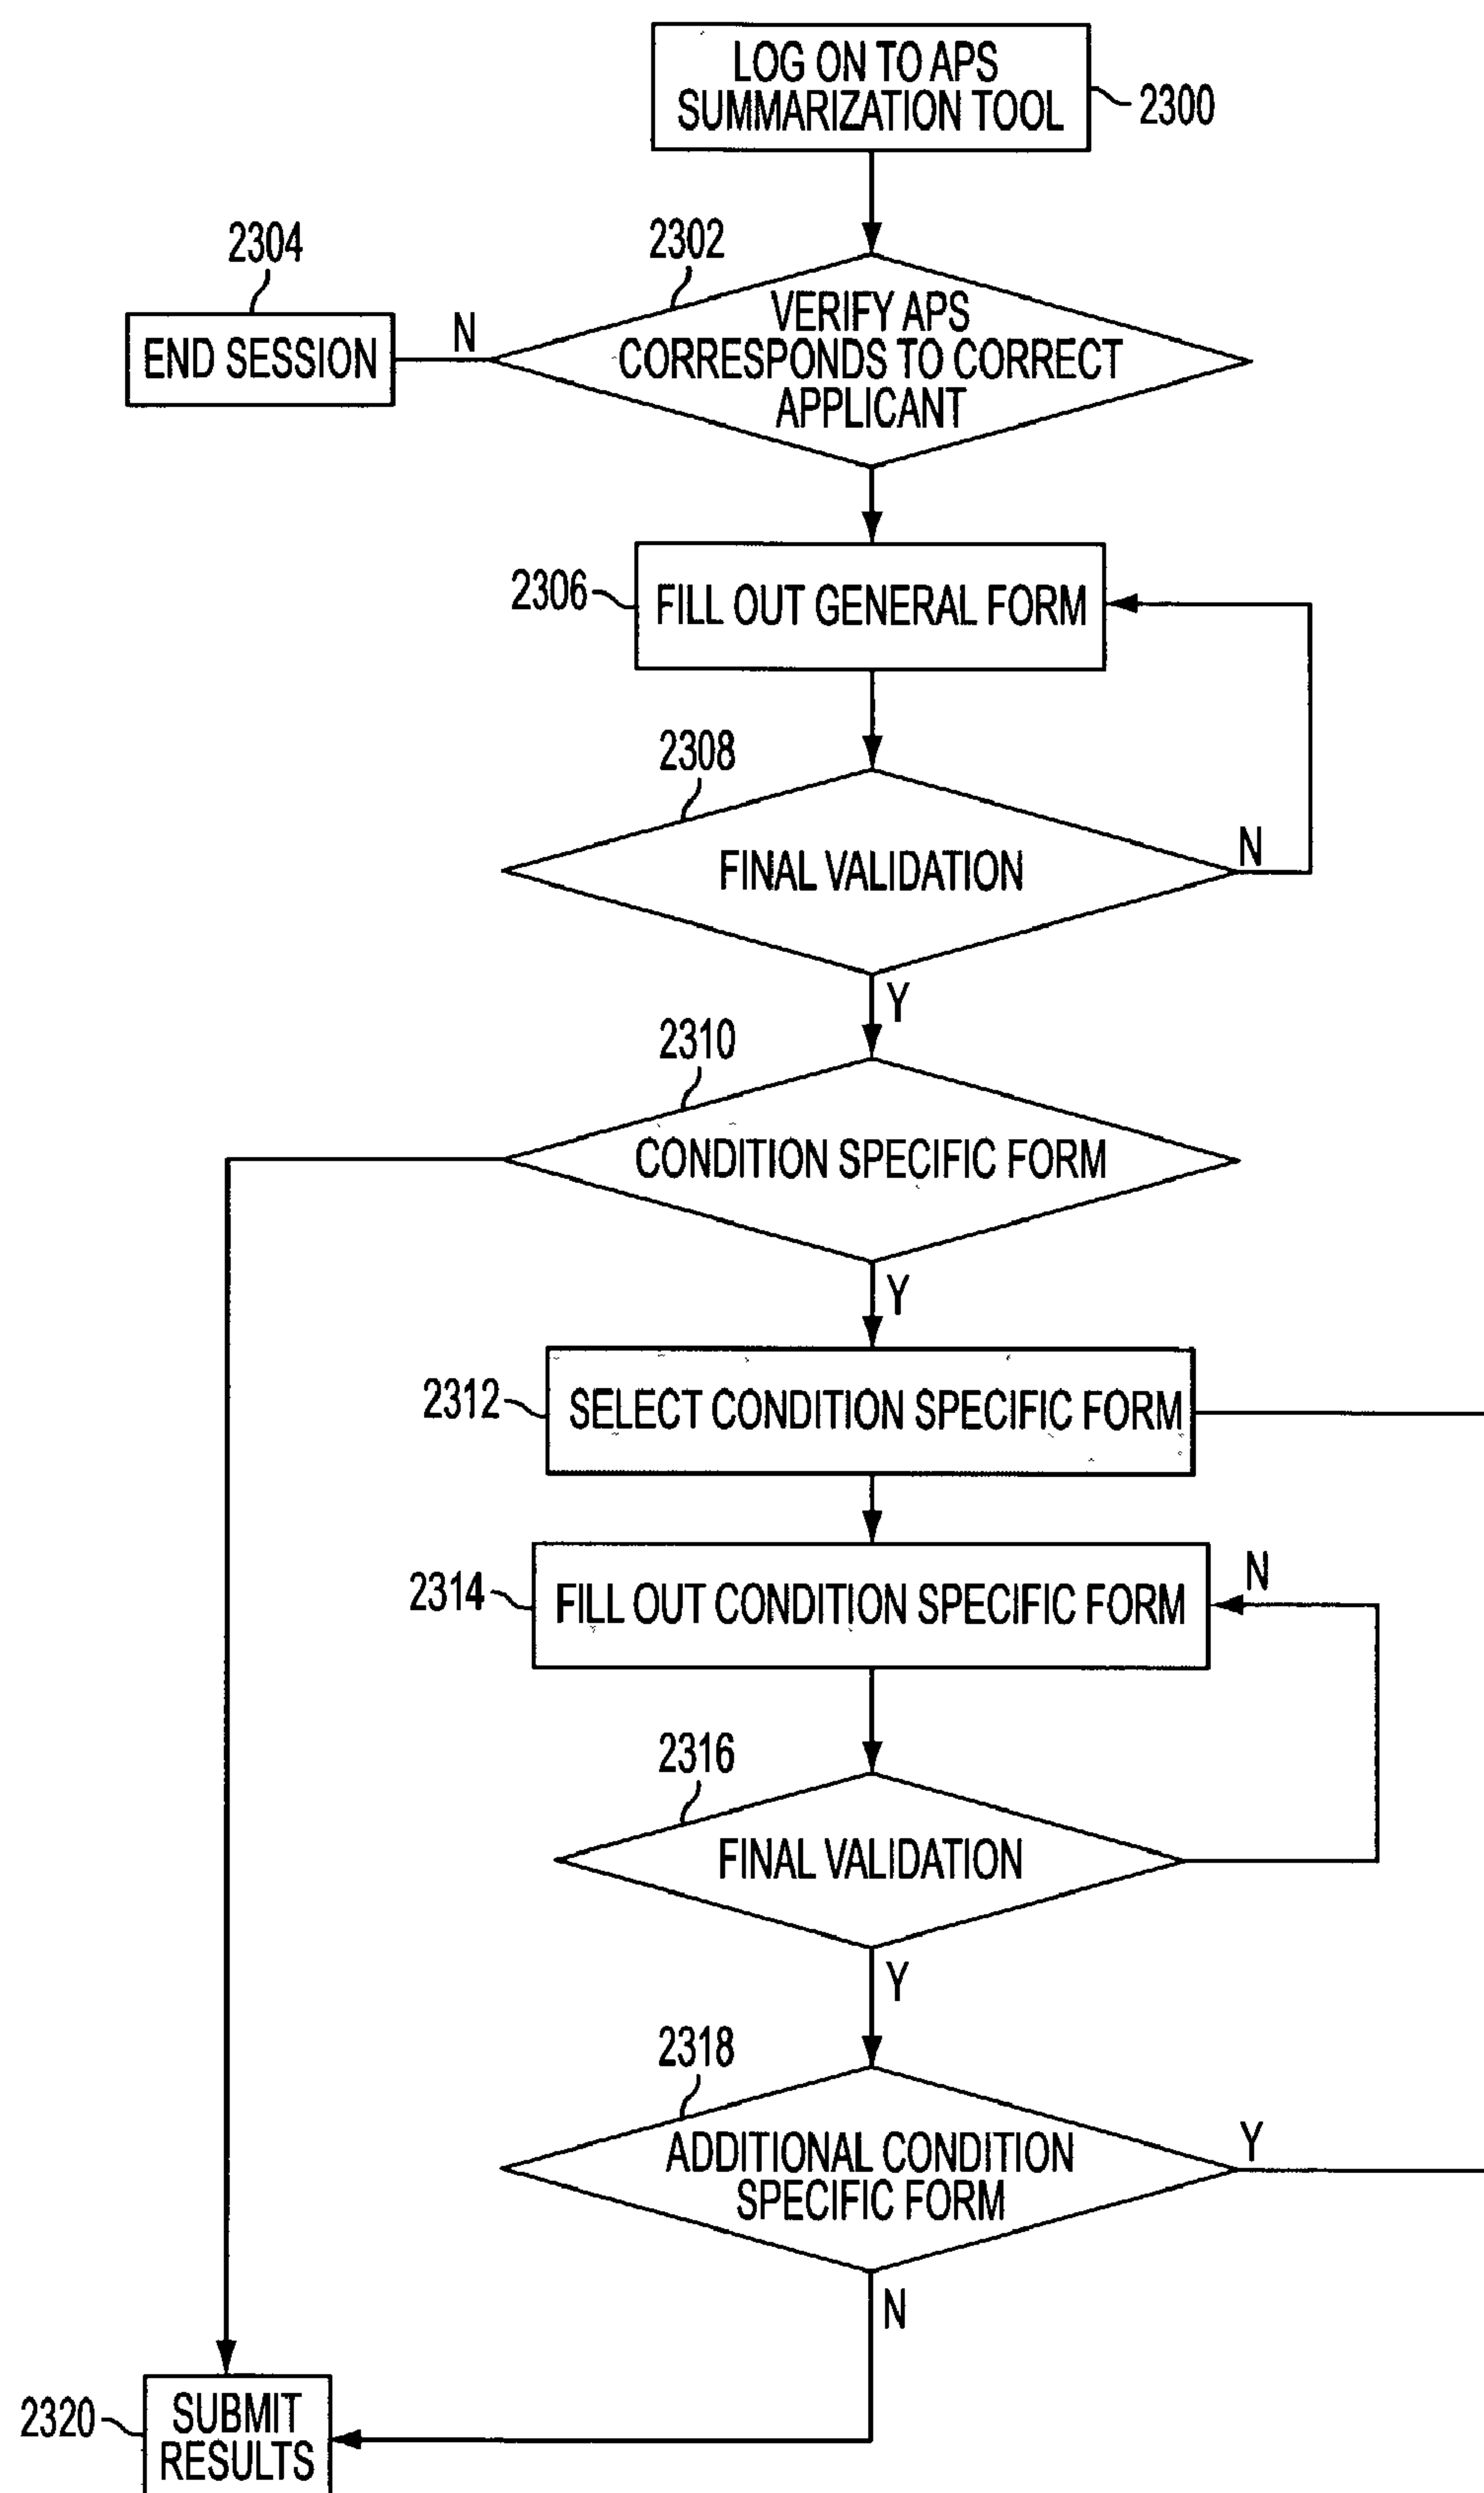 LOG ON TO APS
SUMMARIZATION TOOL
2300
2302
2304
VERIFY APS
CORRESPONDS TO CORRECT
APPLICANT
N
END SESSION
2306
FILL OUT GENERAL FORM
2308
FINAL VALIDATION
N
Y
2310
CONDITION SPECIFIC FORM
Y
2312
SELECT CONDITION SPECIFIC FORM
2314
FILL OUT CONDITION SPECIFIC FORM
N
2316
FINAL VALIDATION
Y
2318
ADDITIONAL CONDITION
SPECIFIC FORM
Y
N
2320
SUBMIT
RESULTS